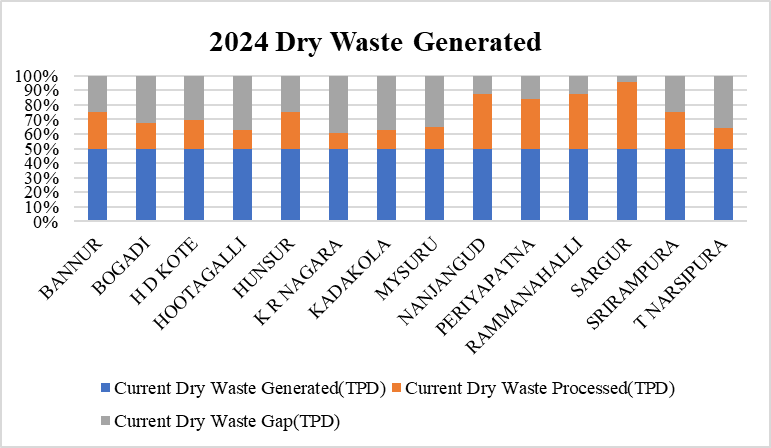 2024 Dry Waste Generated
100%
90%
80%
70%
60%
50%
40%
30%
20%
10%
0%
BANNUR
BOGADI
H D KOTE
HOOTAGALLI
HUNSUR
K R NAGARA
KADAKOLA
MYSURU
NANJANGUD
PERIYAPATNA
RAMMANAHALLI
SARGUR
SRIRAMPURA
T NARSIPURA
Current Dry Waste Generated(TPD) Current Dry Waste Processed(TPD)
Current Dry Waste Gap(TPD)